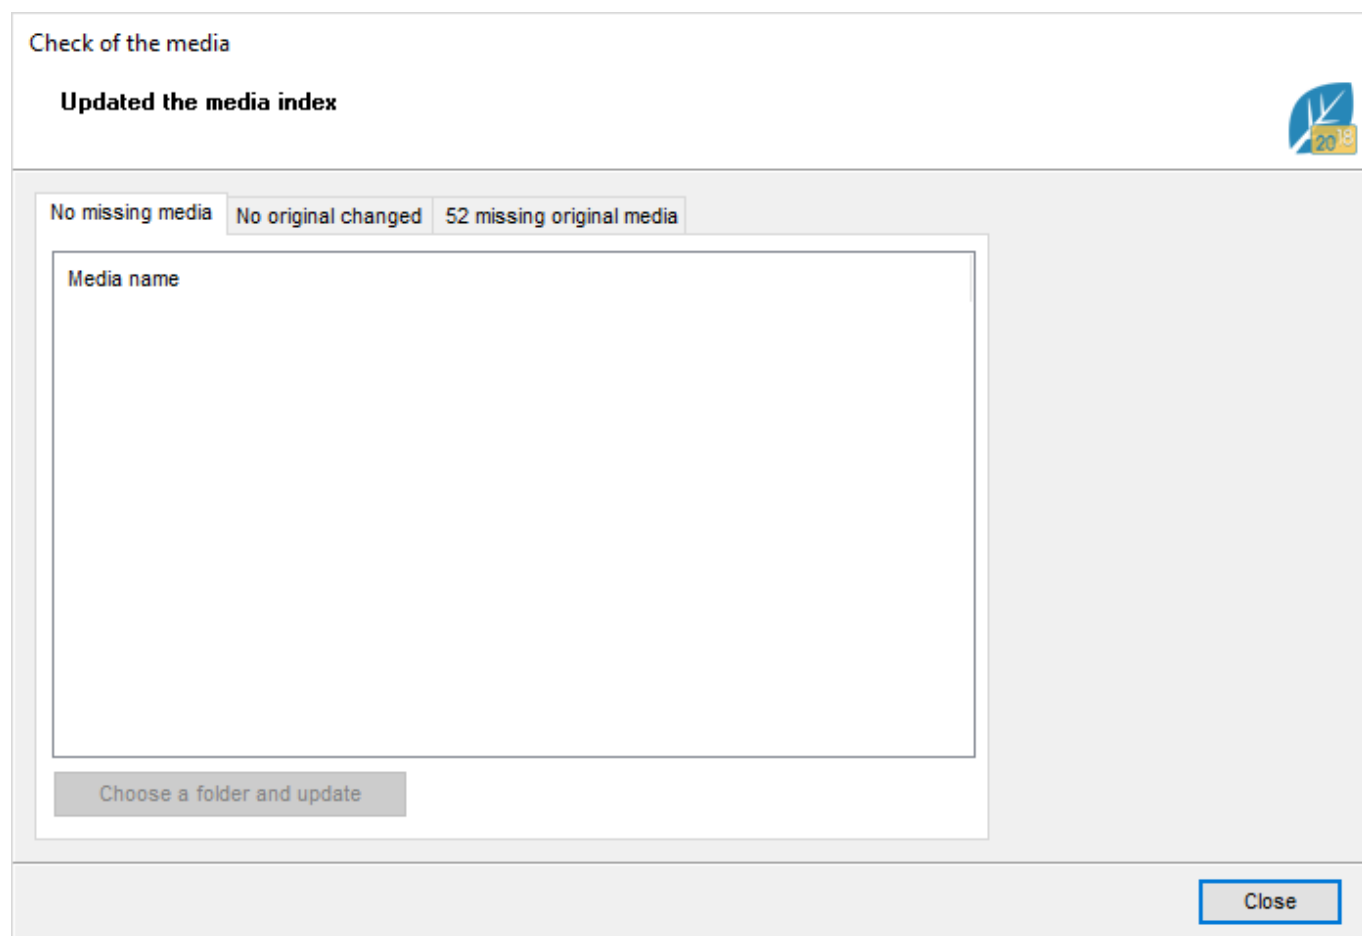 Check of the media
Updated the media index
2018
No missing media No original changed 52 missing original media
Media name
Choose a folder and update
Close